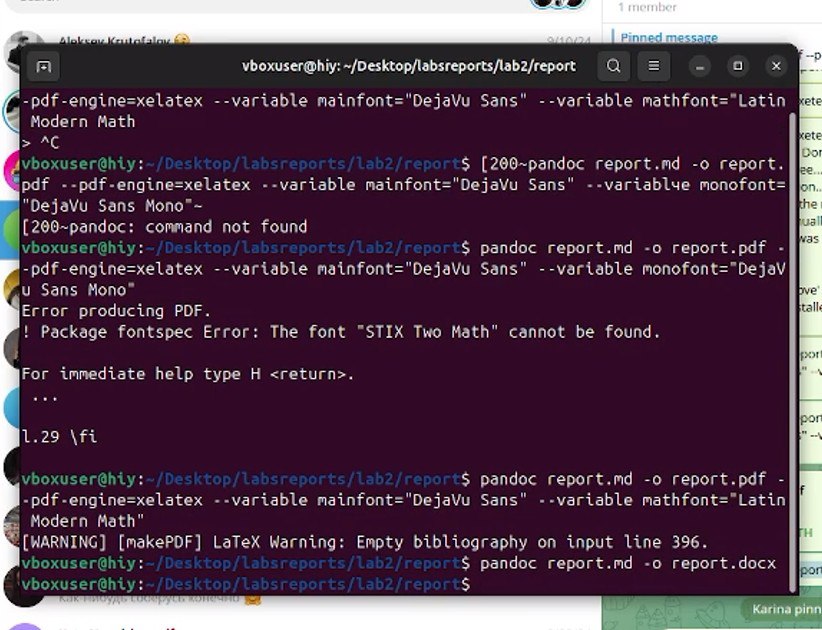 1 member
Aleksey Krutofalov
9/10/24
Pinned message
vboxuser@hiy: ~/Desktop/labsreports/lab2/report
-pdf-engine=xelatex --variable mainfont="DejaVu Sans" --variable mathfont="Latin
Modern Math
> ^C
vboxuser@hiy:~/Desktop/labsreports/lab2/report$ [200~pandoc report.md -o report.
pdf --pdf-engine=xelatex --variable mainfont="DejaVu Sans" --variablче monofont=
"DejaVu Sans Mono"~
[200~pandoc: command not found
vboxuser@hiy:~/Desktop/labsreports/lab2/report$ pandoc report.md -o report.pdf -
-pdf-engine=xelatex --variable mainfont="DejaVu Sans" --variable monofont="DejaV
u Sans Mono"
Error producing PDF.
! Package fontspec Error: The font "STIX Two Math" cannot be found.
For immediate help type H <return>.
...
l.29 \fi
vboxuser@hiy:~/Desktop/labsreports/lab2/report$ pandoc report.md -o report.pdf -
-pdf-engine=xelatex --variable mainfont="DejaVu Sans" --variable mathfont="Latin
Modern Math"
[WARNING] [makePDF] LaTeX Warning: Empty bibliography on input line 396.
vboxuser@hiy:~/Desktop/labsreports/lab2/report$ pandoc report.md -o report.docx
vboxuser@hiy:~/Desktop/labsreports/lab2/report$
Как-нибудь соберусь конечно
Karina pinn